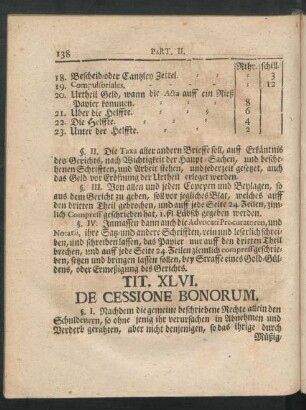 138 PART. II.
Rthr. schill.
18. Bescheid oder Cantzley Zettel 3
19. Compulsoriales, 12
20. Urtheil Geld, wann die Acta auff ein Rieß
Papier kommen. 8
21. Über die Helffte. 6
22. Die Helffte. 4
23. Unter der Helffte. 2
§. II. Die Taxa aller andern Brieffe soll, auff Erkäntnis
des Gerichts, nach Wichtigkeit der Haupt-Sachen, und besche-
henen Schrifften, und Arbeit stehen, und jederzeit gesetzet, auch
das Geld vor Eröffnung der Urtheil erleget werden.
§. III. Von allen und jeden Copeyen und Beylagen, so
aus dem Gericht zu geben, soll vor jegliches Blat, welches auff
den dritten Theil gebrochen, und auff jede Seite 24 Zeilen, zim-
lich Compress geschrieben hat, 1. ßl Lübsch gegeben werden.
§. IV. Inmassen dann auch die Advocati Procuratores, und
Notarii, ihre Satz und andere Schrifften, rein und leserlich schrei-
ben, und schreiben lassen, das Papier nur auff den dritten Theil
brechen, und auff jede Seite 24 Zeilen ziemlich compress geschrie-
ben, setzen und bringen lassen sollen, bey Straffe eines Gold-Gül-
dens, oder Ermeßigung des Gerichts.
TIT. XLVI.
DE CESSIONE BONORUM.
§. I. Nachdem die gemeine beschriebene Rechte allein den
Schuldenern, so ohne jenig ihr verursachen in Abnehmen und
Verderb gerahten, aber nicht denjenigen, so das ihrige durch
Müßig,